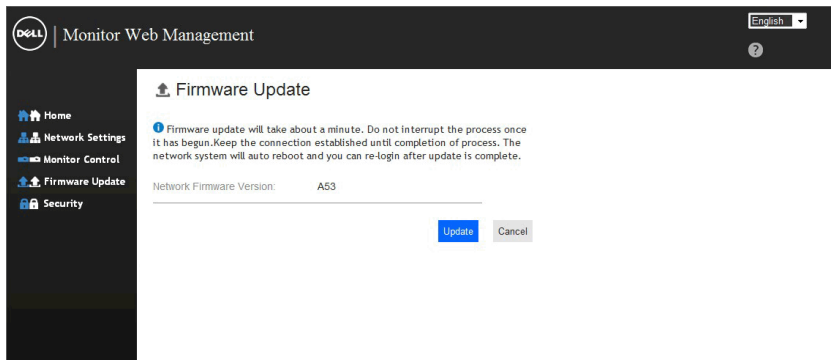 DELL | Monitor Web Management
English
?
Firmware Update
Home
Network Settings
Monitor Control
Firmware Update
Security
Firmware update will take about a minute. Do not interrupt the process once
it has begun.Keep the connection established until completion of process. The
network system will auto reboot and you can re-login after update is complete.
Network Firmware Version: A53
Update Cancel